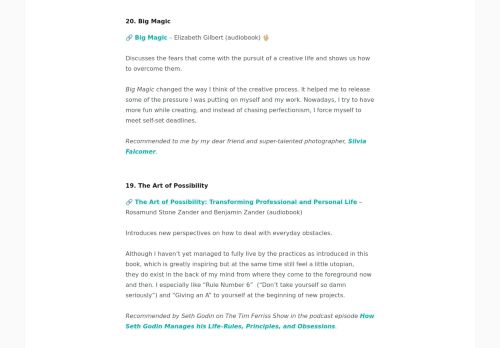 20. Big Magic
🔗 Big Magic – Elizabeth Gilbert (audiobook) 🖖
Discusses the fears that come with the pursuit of a creative life and shows us how
to overcome them.
Big Magic changed the way I think of the creative process. It helped me to release
some of the pressure I was putting on myself and my work. Nowadays, I try to have
more fun while creating, and instead of chasing perfectionism, I force myself to
meet self-set deadlines.
Recommended to me by my dear friend and super-talented photographer, Silvia
Falcomer.
19. The Art of Possibility
🔗 The Art of Possibility: Transforming Professional and Personal Life –
Rosamund Stone Zander and Benjamin Zander (audiobook)
Introduces new perspectives on how to deal with everyday obstacles.
Although I haven’t yet managed to fully live by the practices as introduced in this
book, which is greatly inspiring but at the same time still feel a little utopian,
they do exist in the back of my mind from where they come to the foreground now
and then. I especially like “Rule Number 6” (“Don’t take yourself so damn
seriously”) and “Giving an A” to yourself at the beginning of new projects.
Recommended by Seth Godin on The Tim Ferriss Show in the podcast episode How
Seth Godin Manages his Life–Rules, Principles, and Obsessions.